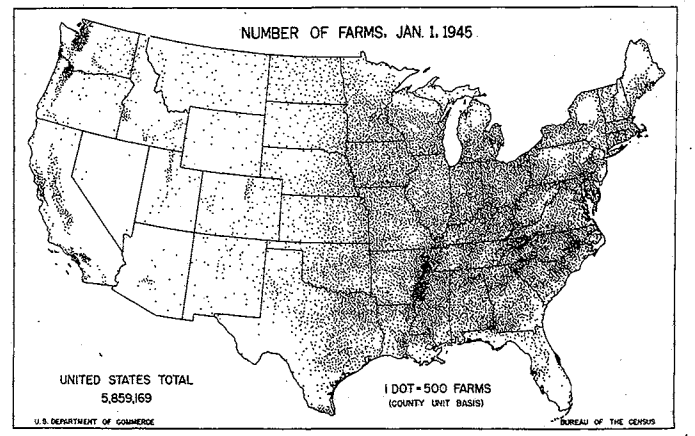 NUMBER OF FARMS, JAN. 1, 1945
UNITED STATES TOTAL
5,859,169
1 DOT=500 FARMS
(COUNTY UNIT BASIS)
U.S. DEPARTMENT OF COMMERCE
BUREAU OF THE CENSUS